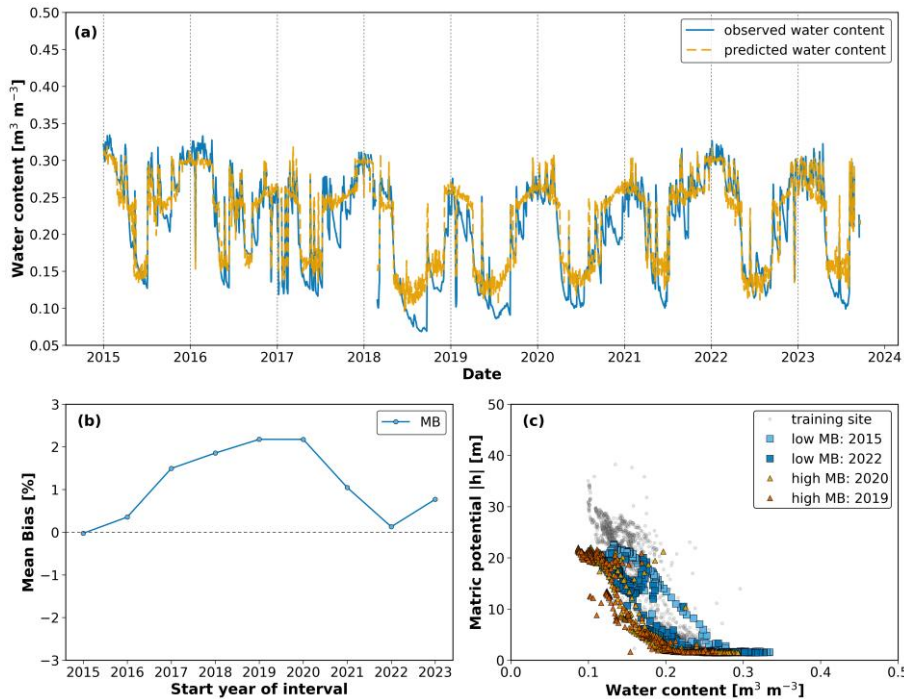 (a)
observed water content
predicted water content
Water content [m³ m⁻³]
0.50
0.45
0.40
0.35
0.30
0.25
0.20
0.15
0.10
0.05
2015 2016 2017 2018 2019 2020 2021 2022 2023 2024
Date
(b)
MB
Mean Bias [%]
3
2
1
0
−1
−2
−3
2015 2016 2017 2018 2019 2020 2021 2022 2023
Start year of interval
(c)
training site
low MB: 2015
low MB: 2022
high MB: 2020
high MB: 2019
Matric potential |h| [m]
50
40
30
20
10
0
0.0 0.1 0.2 0.3 0.4 0.5
Water content [m³ m⁻³]